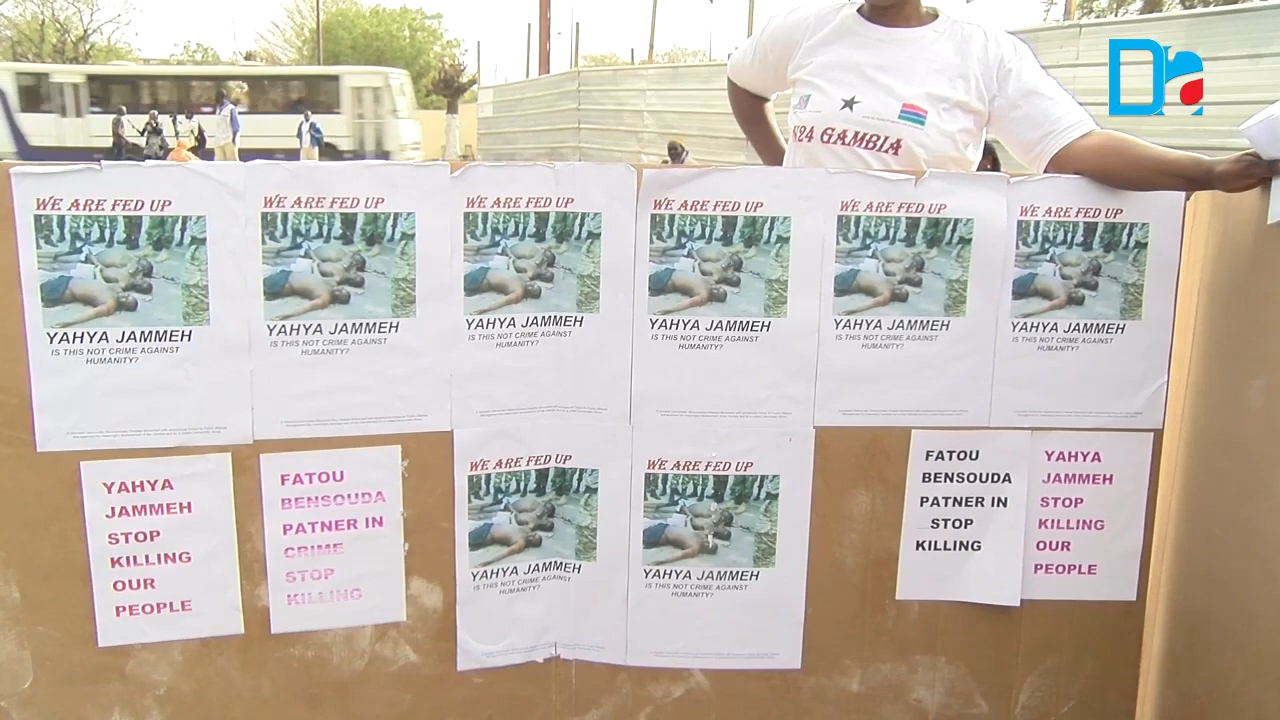 Dn
N24 GAMBIA
WE ARE FED UP
YAHYA JAMMEH
IS THIS NOT CRIME AGAINST
HUMANITY?
WE ARE FED UP
YAHYA JAMMEH
IS THIS NOT CRIME AGAINST
HUMANITY?
WE ARE FED UP
YAHYA JAMMEH
IS THIS NOT CRIME AGAINST
HUMANITY?
WE ARE FED UP
YAHYA JAMMEH
IS THIS NOT CRIME AGAINST
HUMANITY?
WE ARE FED UP
YAHYA JAMMEH
IS THIS NOT CRIME AGAINST
HUMANITY?
WE ARE FED UP
YAHYA JAMMEH
IS THIS NOT CRIME AGAINST
HUMANITY?
YAHYA
JAMMEH
STOP
KILLING
OUR
PEOPLE
FATOU
BENSOUDA
PATNER IN
CRIME
STOP
KILLING
WE ARE FED UP
YAHYA JAMMEH
IS THIS NOT CRIME AGAINST
HUMANITY?
WE ARE FED UP
YAHYA JAMMEH
IS THIS NOT CRIME AGAINST
HUMANITY?
FATOU
BENSOUDA
PATNER IN
STOP
KILLING
YAHYA
JAMMEH
STOP
KILLING
OUR
PEOPLE